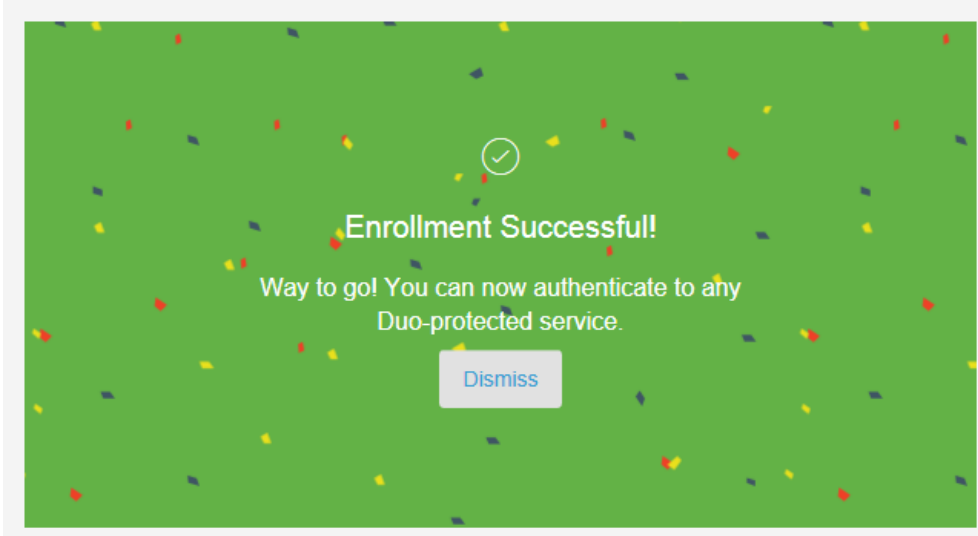 Enrollment Successful!
Way to go! You can now authenticate to any
Duo-protected service.
Dismiss